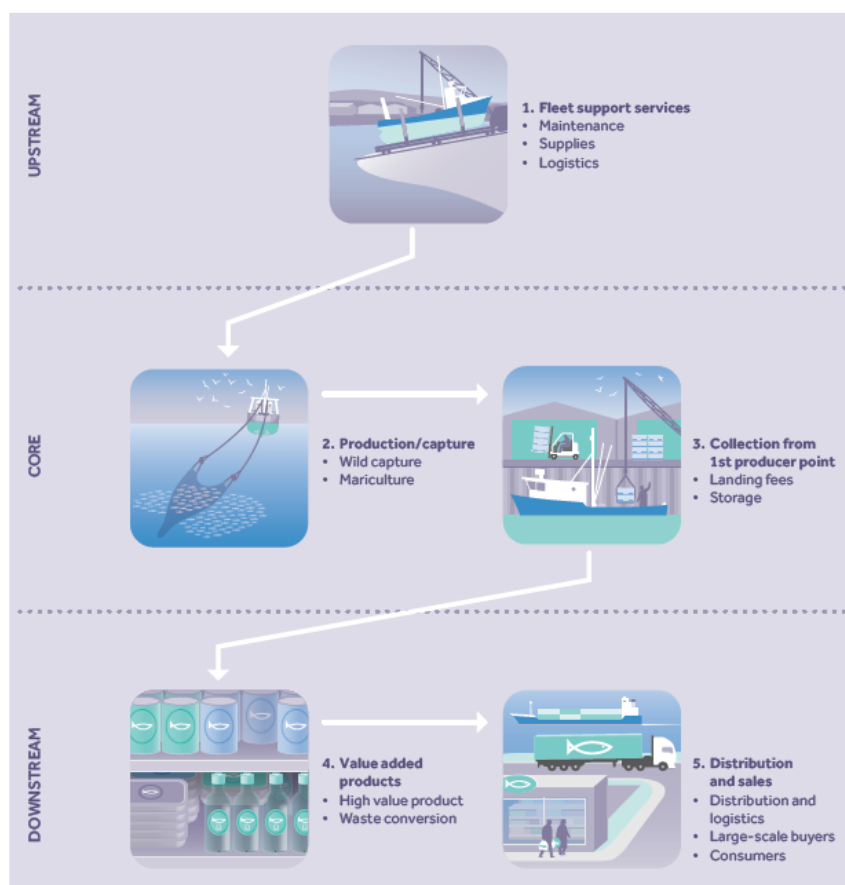 UPSTREAM
1. Fleet support services
• Maintenance
• Supplies
• Logistics
CORE
2. Production/capture
• Wild capture
• Mariculture
3. Collection from
1st producer point
• Landing fees
• Storage
DOWNSTREAM
4. Value added
products
• High value product
• Waste conversion
5. Distribution
and sales
• Distribution and
logistics
• Large-scale buyers
• Consumers